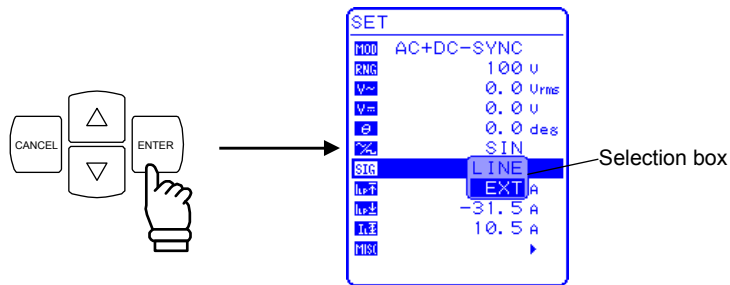 SET
MOD AC+DC-SYNC
RNG 100 V
V~ 0.0 Vrms
V⎓ 0.0 V
θ 0.0 deg
SIN
SIG LINE
EXT A
-31.5 A
10.5 A
MISC
CANCEL
ENTER
Selection box